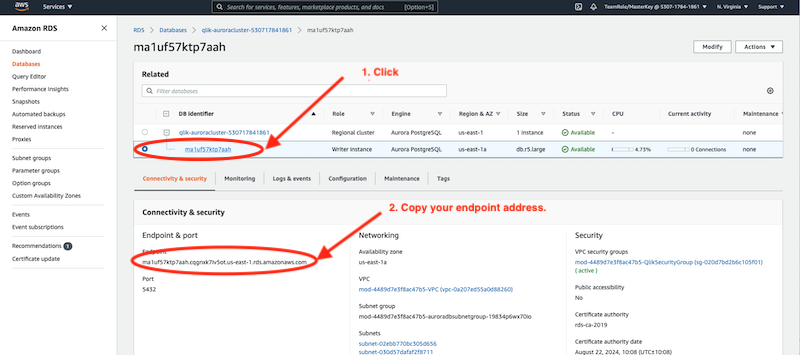 aws
Services
Search for services, features, marketplace products, and docs
[Option+S]
TeamRole/MasterKey @ 5307-1784-1861
N. Virginia
Support
Amazon RDS
Dashboard
Databases
Query Editor
Performance Insights
Snapshots
Automated backups
Reserved instances
Proxies
Subnet groups
Parameter groups
Option groups
Custom Availability Zones
Events
Event subscriptions
Recommendations 1
Certificate update
RDS > Databases > qlik-auroracluster-530717841861 > ma1uf57ktp7aah
ma1uf57ktp7aah
Modify
Actions
Related
1. Click
Filter databases
DB identifier Role Engine Region & AZ Size Status CPU Current activity Maintenance
qlik-auroracluster-530717841861 Regional cluster Aurora PostgreSQL us-east-1 1 instance Available - none
ma1uf57ktp7aah Writer instance Aurora PostgreSQL us-east-1a db.r5.large Available 4.73% 0 Connections none
Connectivity & security Monitoring Logs & events Configuration Maintenance Tags
Connectivity & security
2. Copy your endpoint address.
Endpoint & port
Endpoint
ma1uf57ktp7aah.cqgnxk7iv5ot.us-east-1.rds.amazonaws.com
Port
5432
Networking
Availability zone
us-east-1a
VPC
mod-4489d7e3f8ac47b5-VPC (vpc-0a207ed55a0d88260)
Subnet group
mod-4489d7e3f8ac47b5-auroradbsubnetgroup-19834p6wx70io
Subnets
subnet-02ebb770bc305d656
subnet-030d57dafaf2f8711
Security
VPC security groups
mod-4489d7e3f8ac47b5-QlikSecurityGroup (sg-020d7bd2b6c105f01)
( active )
Public accessibility
No
Certificate authority
rds-ca-2019
Certificate authority date
August 22, 2024, 10:08 (UTC±10:08)